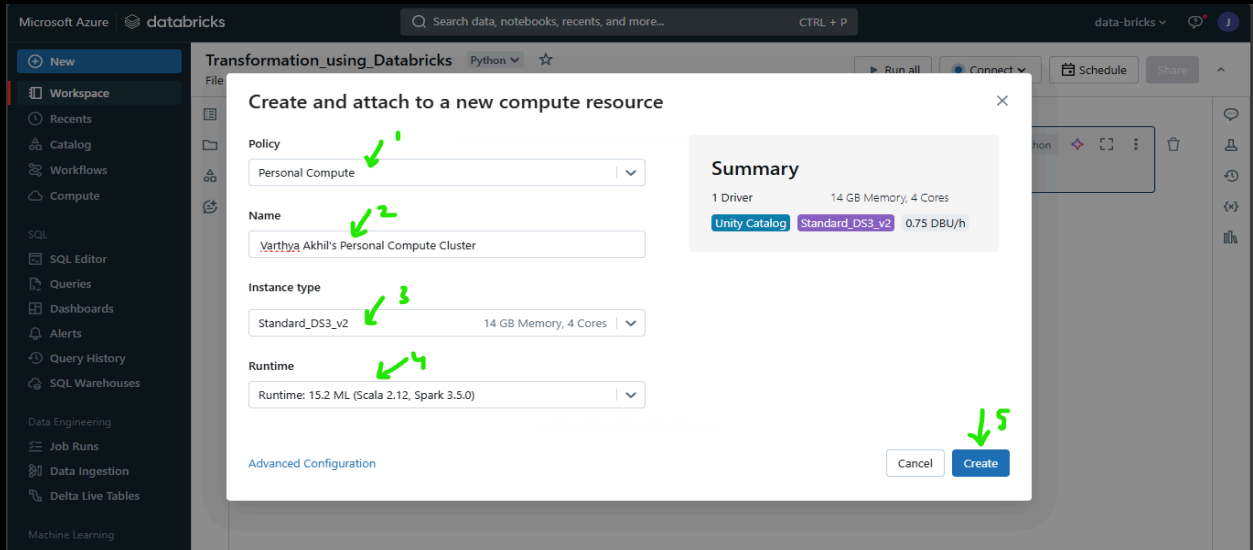 Microsoft Azure databricks Search data, notebooks, recents, and more... CTRL + P data-bricks J
New
Workspace
Recents
Catalog
Workflows
Compute
SQL
SQL Editor
Queries
Dashboards
Alerts
Query History
SQL Warehouses
Data Engineering
Job Runs
Data Ingestion
Delta Live Tables
Machine Learning
Transformation_using_Databricks Python
File
Run all Connect Schedule Share
hon
Create and attach to a new compute resource
Policy 1
Personal Compute
Name 2
Varthya Akhil's Personal Compute Cluster
Instance type 3
Standard_DS3_v2 14 GB Memory, 4 Cores
Runtime 4
Runtime: 15.2 ML (Scala 2.12, Spark 3.5.0)
Summary
1 Driver 14 GB Memory, 4 Cores
Unity Catalog Standard_DS3_v2 0.75 DBU/h
5
Advanced Configuration Cancel Create